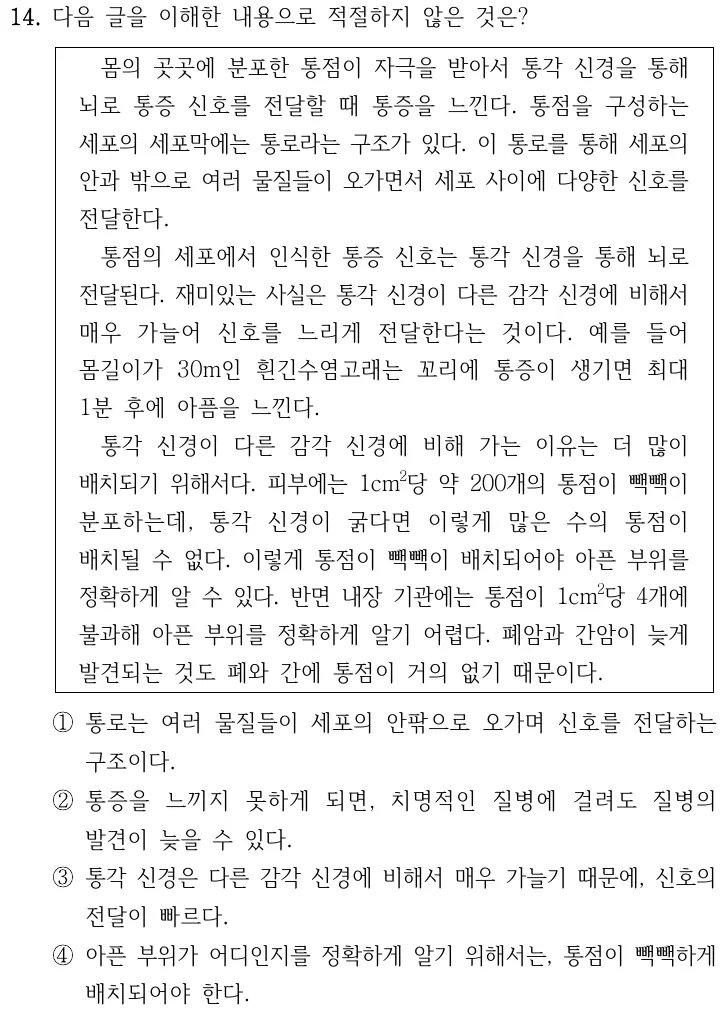 14. 다음 글을 이해한 내용으로 적절하지 않은 것은?
몸의 곳곳에 분포한 통점이 자극을 받아서 통각 신경을 통해
뇌로 통증 신호를 전달할 때 통증을 느낀다. 통점을 구성하는
세포의 세포막에는 통로라는 구조가 있다. 이 통로를 통해 세포의
안과 밖으로 여러 물질들이 오가면서 세포 사이에 다양한 신호를
전달한다.
통점의 세포에서 인식한 통증 신호는 통각 신경을 통해 뇌로
전달된다. 재미있는 사실은 통각 신경이 다른 감각 신경에 비해서
매우 가늘어 신호를 느리게 전달한다는 것이다. 예를 들어
몸길이가 30m인 흰긴수염고래는 꼬리에 통증이 생기면 최대
1분 후에 아픔을 느낀다.
통각 신경이 다른 감각 신경에 비해 가는 이유는 더 많이
배치되기 위해서다. 피부에는 1cm²당 약 200개의 통점이 빽빽이
분포하는데, 통각 신경이 굵다면 이렇게 많은 수의 통점이
배치될 수 없다. 이렇게 통점이 빽빽이 배치되어야 아픈 부위를
정확하게 알 수 있다. 반면 내장 기관에는 통점이 1cm²당 4개에
불과해 아픈 부위를 정확하게 알기 어렵다. 폐암과 간암이 늦게
발견되는 것도 폐와 간에 통점이 거의 없기 때문이다.
① 통로는 여러 물질들이 세포의 안팎으로 오가며 신호를 전달하는
구조이다.
② 통증을 느끼지 못하게 되면, 치명적인 질병에 걸려도 질병의
발견이 늦을 수 있다.
③ 통각 신경은 다른 감각 신경에 비해서 매우 가늘기 때문에, 신호의
전달이 빠르다.
④ 아픈 부위가 어디인지를 정확하게 알기 위해서는, 통점이 빽빽하게
배치되어야 한다.